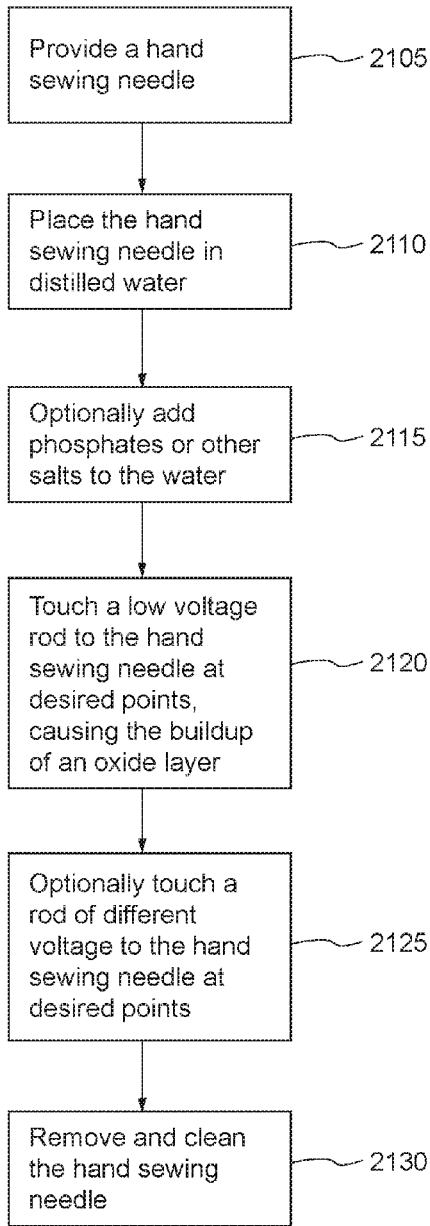 Provide a hand
sewing needle
2105
Place the hand
sewing needle in
distilled water
2110
Optionally add
phosphates or other
salts to the water
2115
Touch a low voltage
rod to the hand
sewing needle at
desired points,
causing the buildup
of an oxide layer
2120
Optionally touch a
rod of different
voltage to the hand
sewing needle at
desired points
2125
Remove and clean
the hand sewing
needle
2130